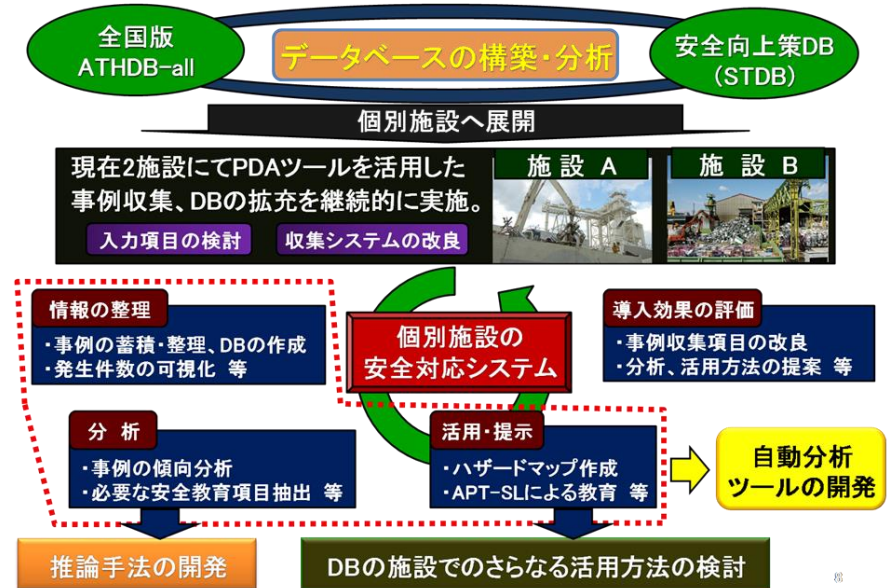 全国版
ATHDB-all
データベースの構築・分析
安全向上策DB
(STDB)
個別施設へ展開
現在2施設にてPDAツールを活用した
事例収集、DBの拡充を継続的に実施。
入力項目の検討
収集システムの改良
施設 A
施設 B
情報の整理
・事例の蓄積・整理、DBの作成
・発生件数の可視化 等
個別施設の
安全対応システム
導入効果の評価
・事例収集項目の改良
・分析、活用方法の提案 等
分 析
・事例の傾向分析
・必要な安全教育項目抽出 等
活用・提示
・ハザードマップ作成
・APT-SLによる教育 等
自動分析
ツールの開発
推論手法の開発
DBの施設でのさらなる活用方法の検討